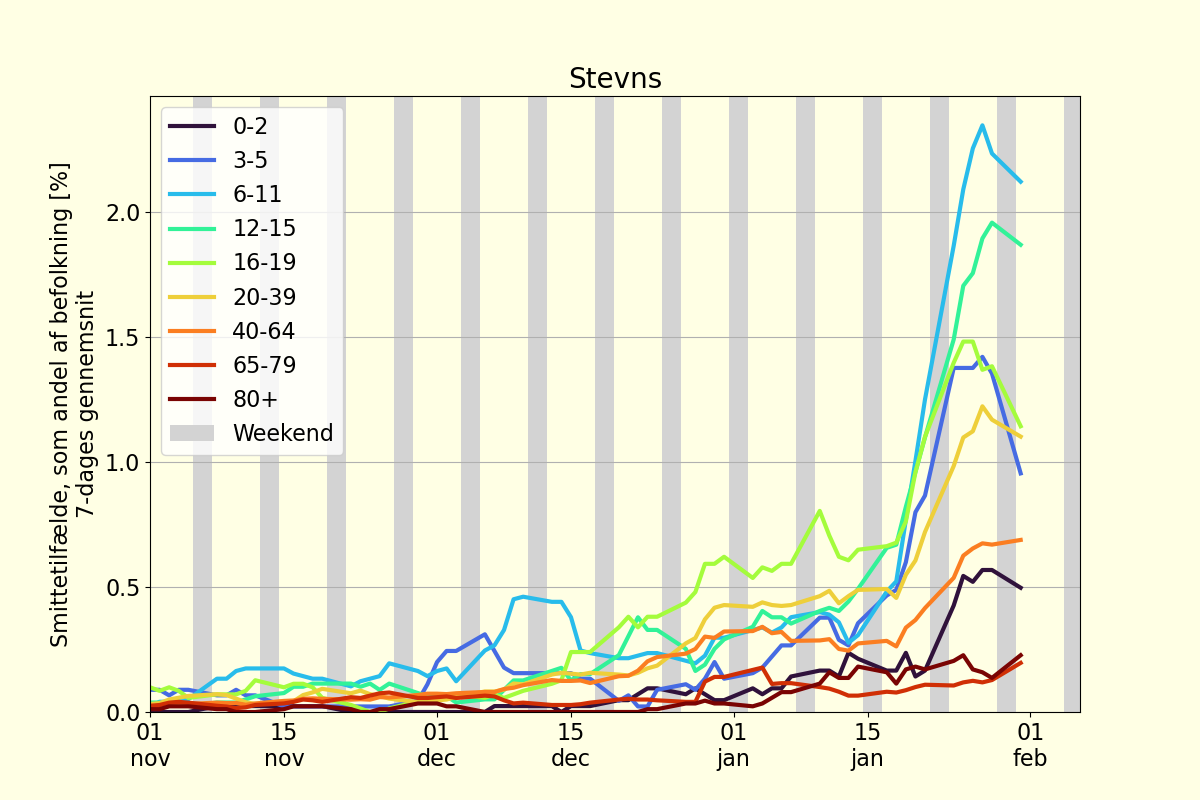 Stevns
Smittetilfælde, som andel af befolkning [%]
7-dages gennemsnit
2.0
1.5
1.0
0.5
0.0
0-2
3-5
6-11
12-15
16-19
20-39
40-64
65-79
80+
Weekend
01 15 01 15 01 15 01
nov nov dec dec jan jan feb